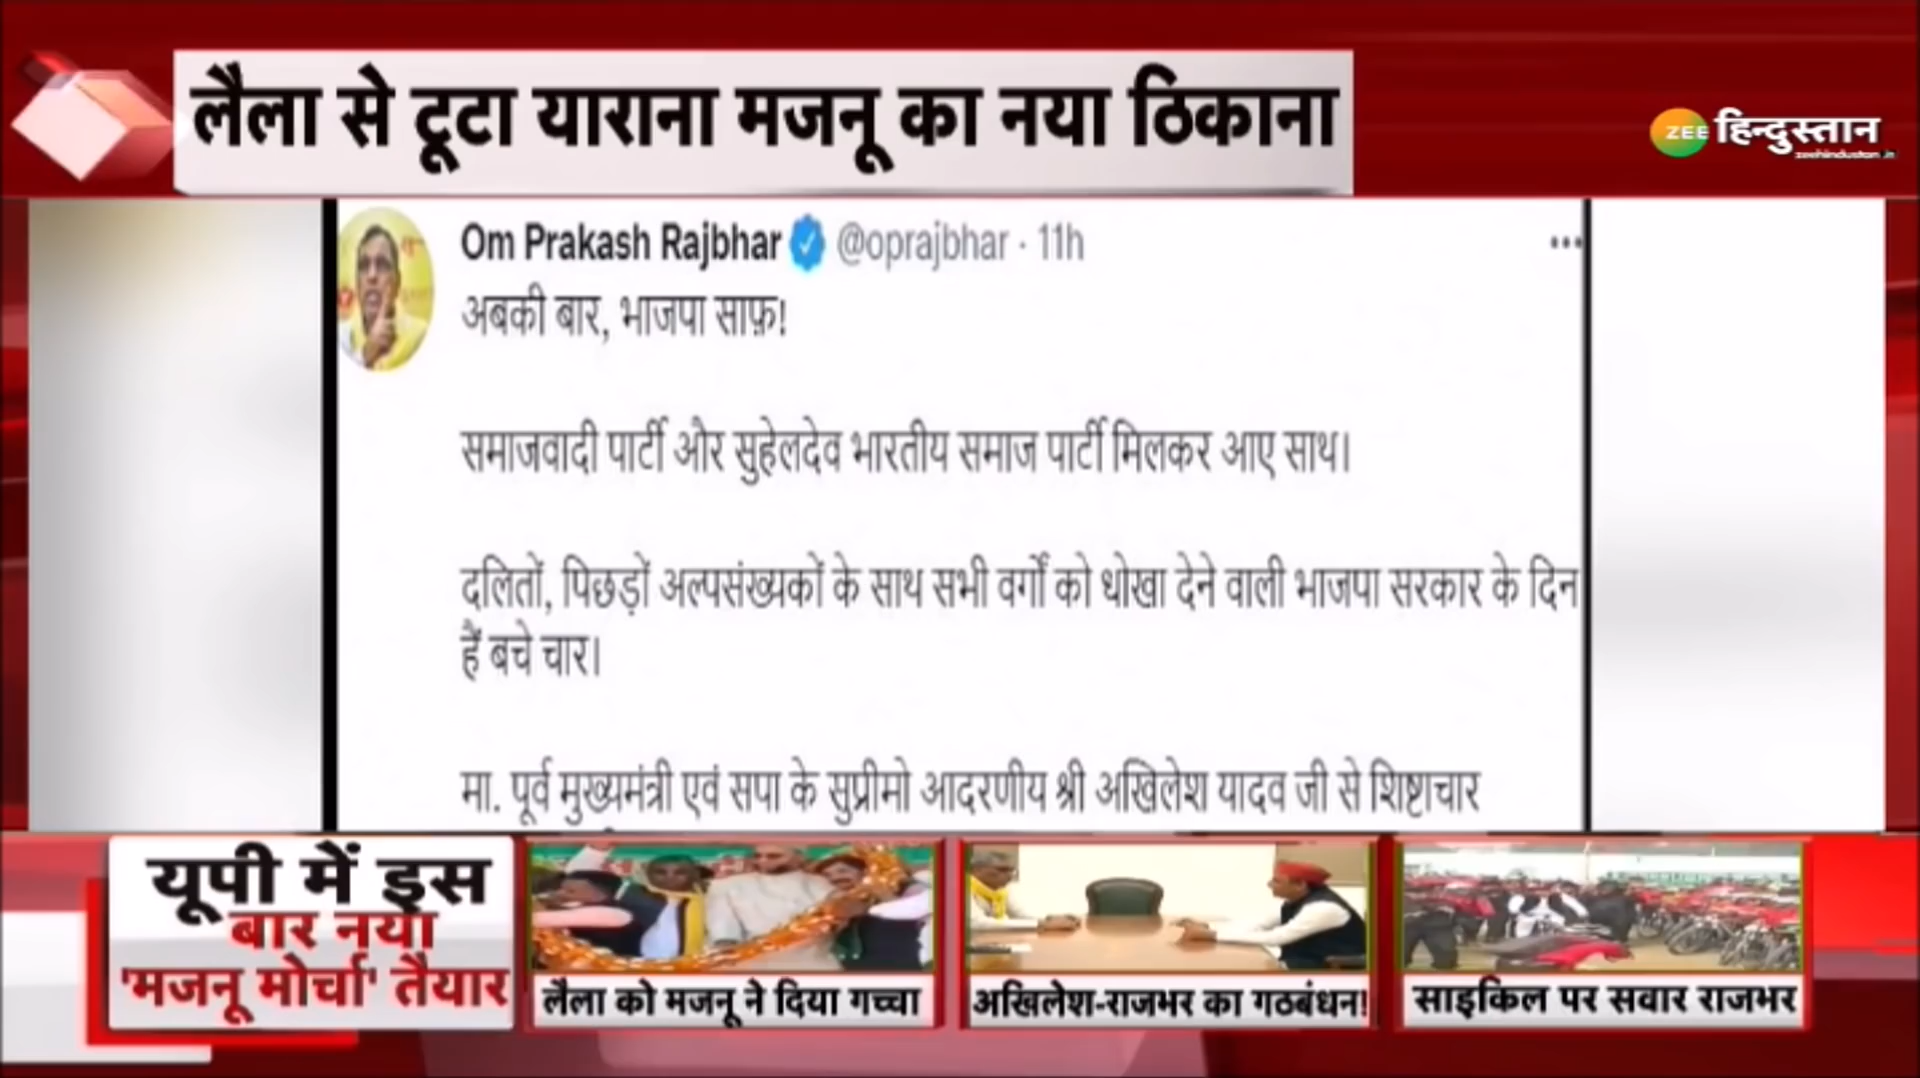 लैला से टूटा याराना मजनू का नया ठिकाना
ZEE हिन्दुस्तान
zeehindustan.in
Om Prakash Rajbhar @oprajbhar · 11h
अबकी बार, भाजपा साफ़!
समाजवादी पार्टी और सुहेलदेव भारतीय समाज पार्टी मिलकर आए साथ।
दलितों, पिछड़ों अल्पसंख्यकों के साथ सभी वर्गों को धोखा देने वाली भाजपा सरकार के दिन
हैं बचे चार।
मा. पूर्व मुख्यमंत्री एवं सपा के सुप्रीमो आदरणीय श्री अखिलेश यादव जी से शिष्टाचार
यूपी में इस
बार नया
'मजनू मोर्चा' तैयार
लैला को मजनू ने दिया गच्चा
अखिलेश-राजभर का गठबंधन!
साइकिल पर सवार राजभर